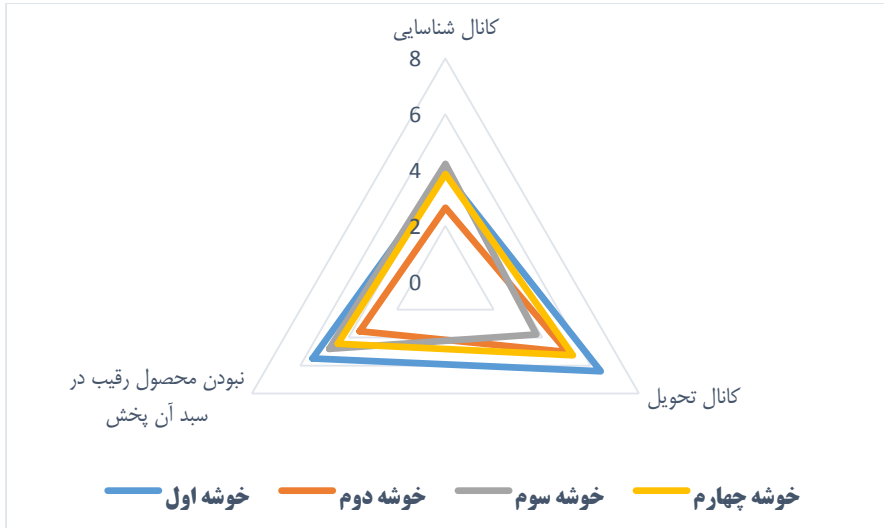 کانال شناسایی
8
6
4
2
0
کانال تحویل
نبودن محصول رقیب در
سبد آن پخش
خوشه اول
خوشه دوم
خوشه سوم
خوشه چهارم